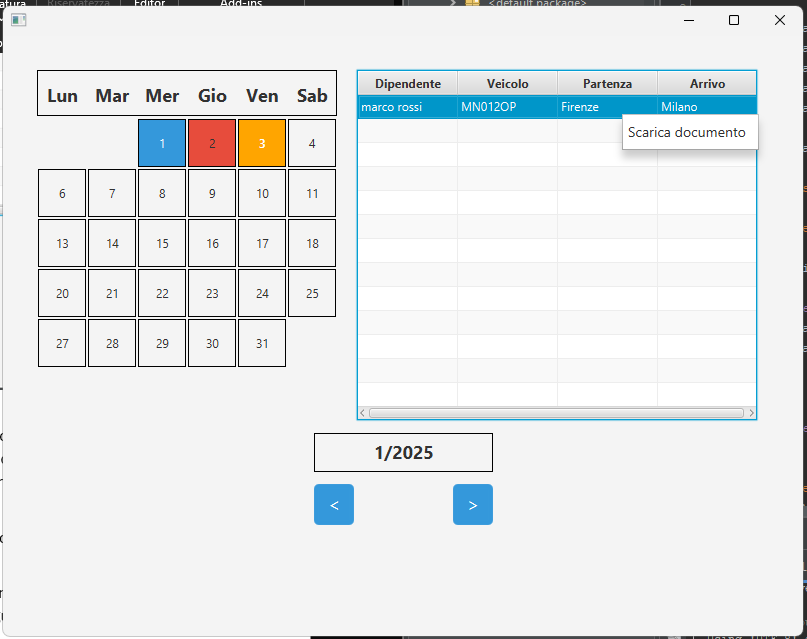 atura
Riservatezza
Editor
Add-ins
<default package>
Lun Mar Mer Gio Ven Sab
1 2 3 4
6 7 8 9 10 11
13 14 15 16 17 18
20 21 22 23 24 25
27 28 29 30 31
Dipendente Veicolo Partenza Arrivo
marco rossi MN012OP Firenze Milano
Scarica documento
1/2025
< >